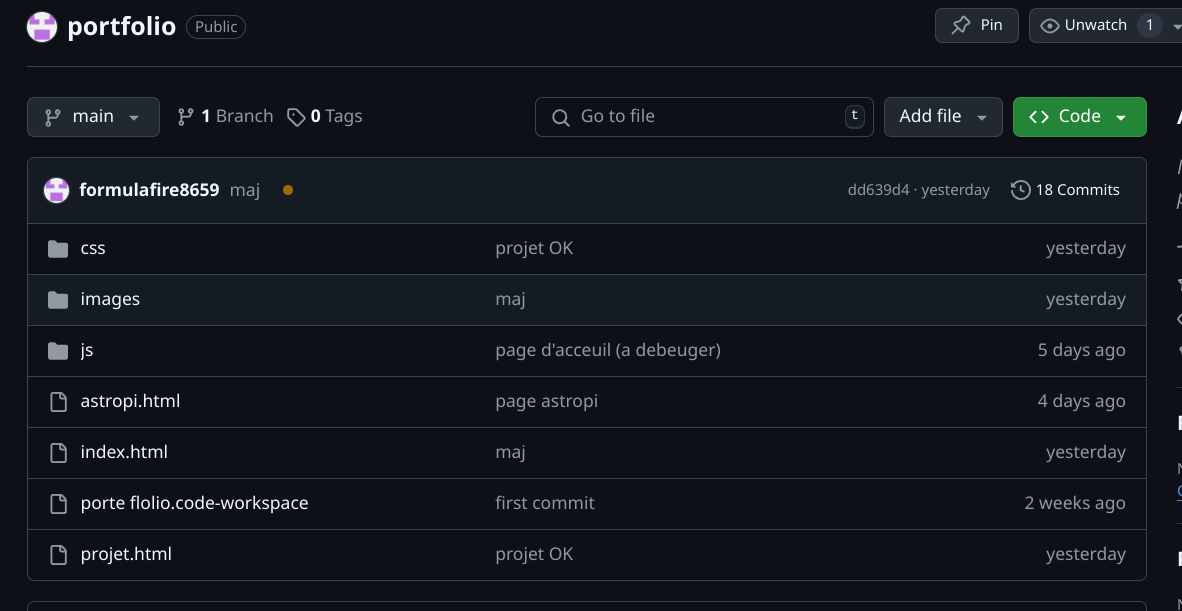 portfolio Public Pin Unwatch 1
main 1 Branch 0 Tags Go to file t Add file Code
formulafire8659 maj dd639d4 · yesterday 18 Commits
css projet OK yesterday
images maj yesterday
js page d'acceuil (a debeuger) 5 days ago
astropi.html page astropi 4 days ago
index.html maj yesterday
porte flolio.code-workspace first commit 2 weeks ago
projet.html projet OK yesterday